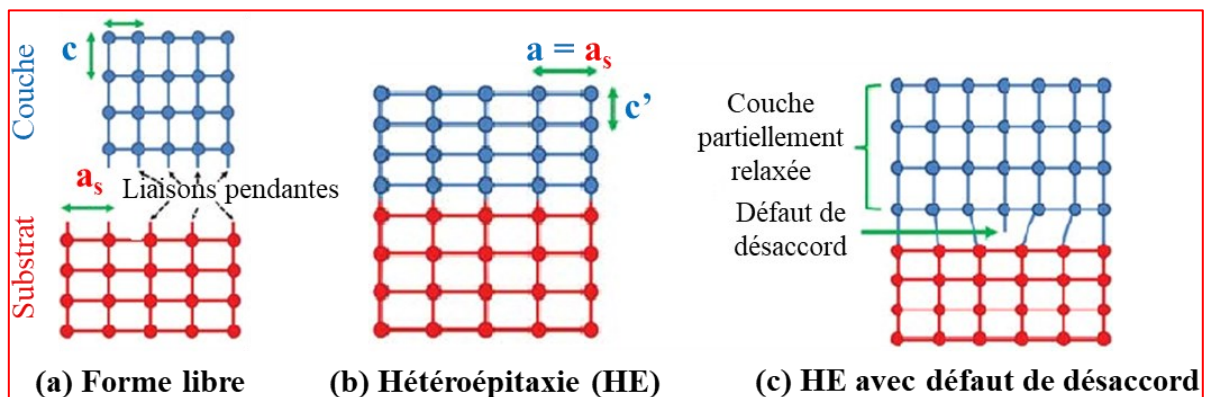 Couche
c
a = aₛ
c’
aₛ
Liaisons pendantes
Substrat
Couche
partiellement
relaxée
Défaut de
désaccord
(a) Forme libre
(b) Hétéroépitaxie (HE)
(c) HE avec défaut de désaccord